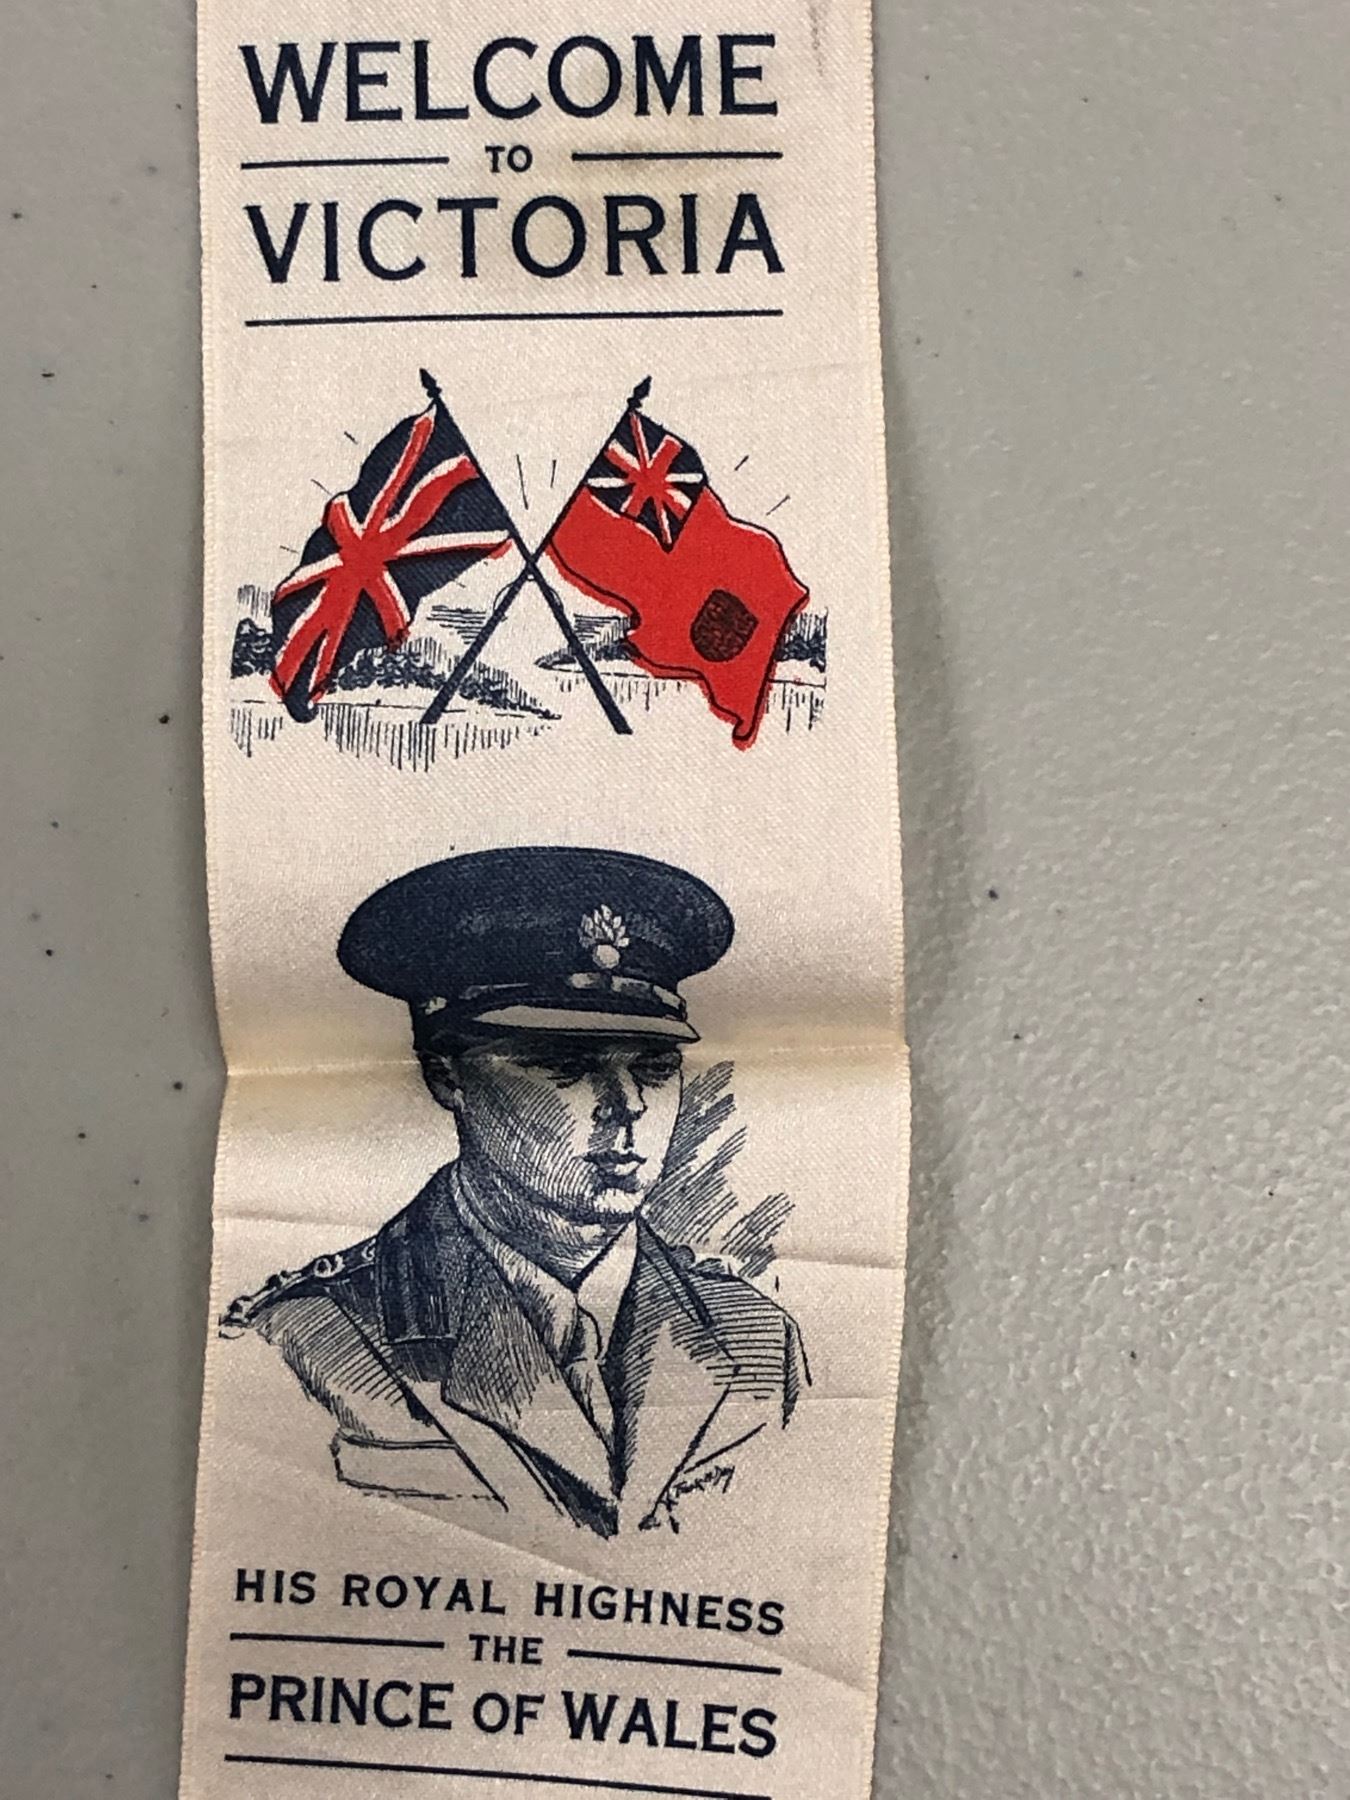 WELCOME
TO
VICTORIA
HIS ROYAL HIGHNESS
THE
PRINCE OF WALES